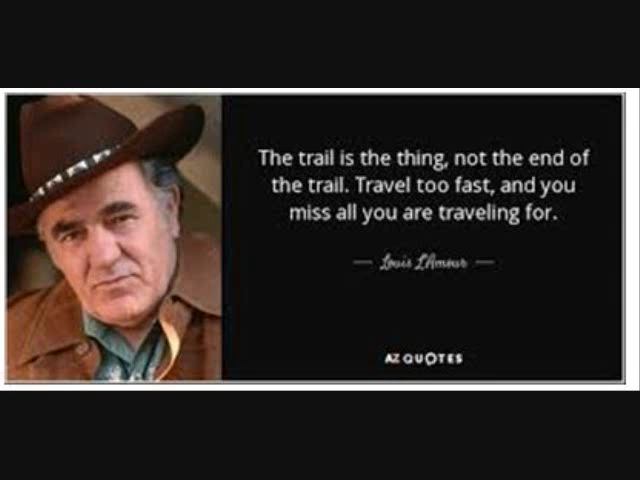 The trail is the thing, not the end of
the trail. Travel too fast, and you
miss all you are traveling for.
Louis L'Amour
AZ QUOTES